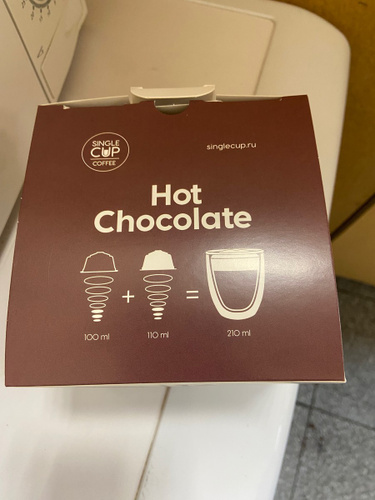 SINGLE
CUP
COFFEE
singlecup.ru
Hot
Chocolate
+ =
100 ml 110 ml 210 ml